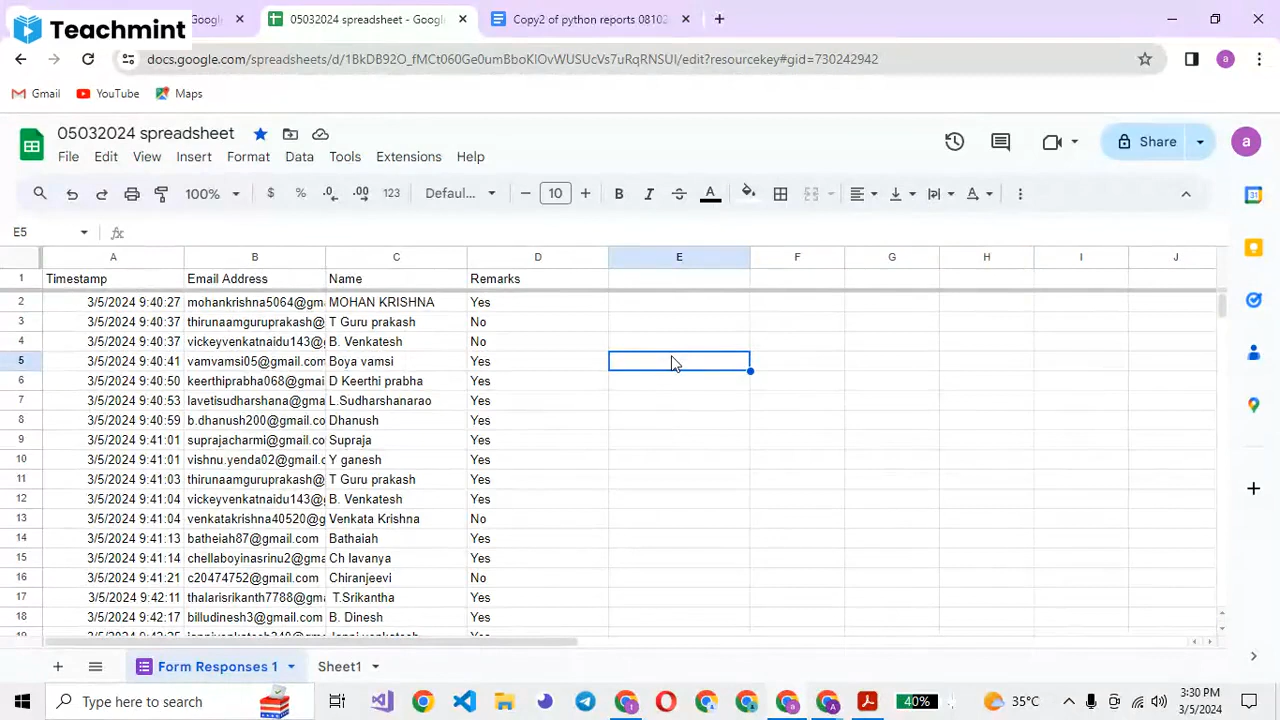 Teachmint
05032024 spreadsheet - Google
Copy2 of python reports 08102
docs.google.com/spreadsheets/d/1BkDB92O_fMCt060Ge0umBboKIOvWUSUcVs7uRqRNSUI/edit?resourcekey#gid=730242942
a
Gmail YouTube Maps
05032024 spreadsheet
Share
a
File Edit View Insert Format Data Tools Extensions Help
100% $ % .0 .00 123 Defaul... − 10 + B I A
E5 fx
A B C D E F G H I J
1 Timestamp Email Address Name Remarks
2 3/5/2024 9:40:27 mohankrishna5064@gma MOHAN KRISHNA Yes
3 3/5/2024 9:40:37 thirunaamguruprakash@ T Guru prakash No
4 3/5/2024 9:40:37 vickeyvenkatnaidu143@g B. Venkatesh No
5 3/5/2024 9:40:41 vamvamsi05@gmail.com Boya vamsi Yes
6 3/5/2024 9:40:50 keerthiprabha068@gmai D Keerthi prabha Yes
7 3/5/2024 9:40:53 lavetisudharshana@gma L.Sudharshanarao Yes
8 3/5/2024 9:40:59 b.dhanush200@gmail.co Dhanush Yes
9 3/5/2024 9:41:01 suprajacharmi@gmail.co Supraja Yes
10 3/5/2024 9:41:01 vishnu.yenda02@gmail.c Y ganesh Yes
11 3/5/2024 9:41:03 thirunaamguruprakash@ T Guru prakash Yes
12 3/5/2024 9:41:04 vickeyvenkatnaidu143@g B. Venkatesh Yes
13 3/5/2024 9:41:04 venkatakrishna40520@g Venkata Krishna No
14 3/5/2024 9:41:13 batheiah87@gmail.com Bathaiah Yes
15 3/5/2024 9:41:14 chellaboyinasrinu2@gma Ch lavanya Yes
16 3/5/2024 9:41:21 c20474752@gmail.com Chiranjeevi No
17 3/5/2024 9:42:11 thalarisrikanth7788@gma T.Srikantha Yes
18 3/5/2024 9:42:17 billudinesh3@gmail.com B. Dinesh Yes
Form Responses 1 Sheet1
Type here to search
40% 35°C
3:30 PM
3/5/2024